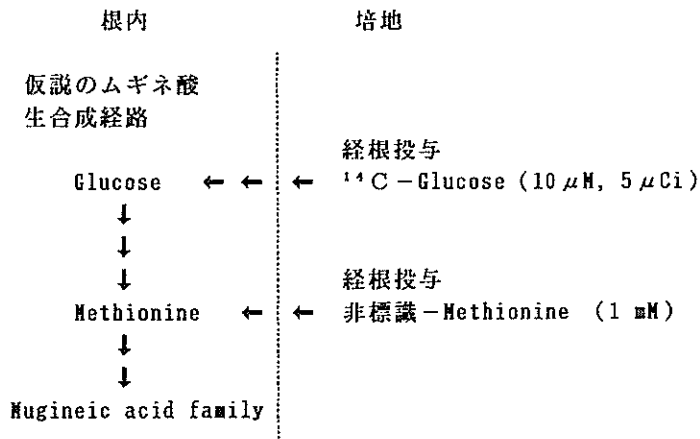 根内 培地
仮説のムギネ酸
生合成経路
経根投与
Glucose ← ← ← ¹⁴C－Glucose (10 μM, 5 μCi)
↓
↓
↓
経根投与
Methionine ← ← 非標識－Methionine (1 mM)
↓
↓
Mugineic acid family